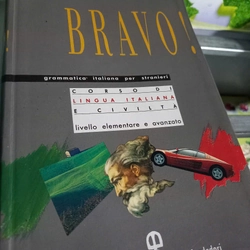 BRAVO!
grammatica italiana per stranieri
CORSO DI
LINGUA ITALIANA
E CIVILTÀ
livello elementare e avanzato